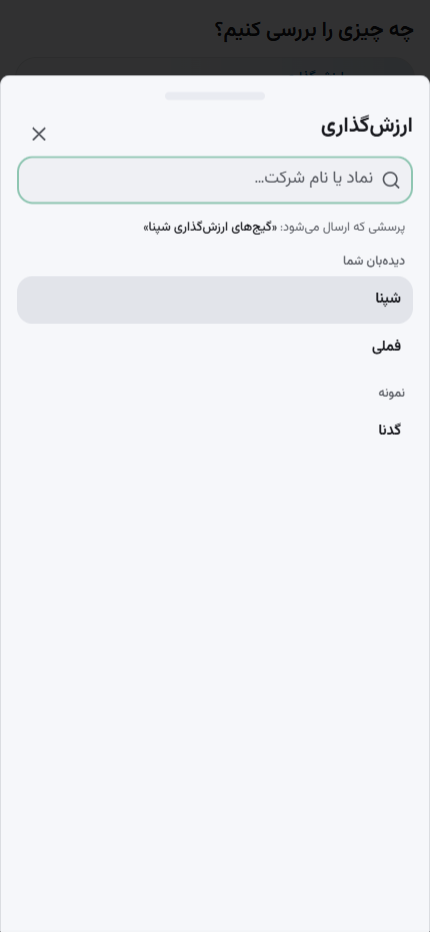 چه چیزی را بررسی کنیم؟
ارزش‌گذاری
نماد یا نام شرکت...
پرسشی که ارسال می‌شود: «گیج‌های ارزش‌گذاری شپنا»
دیده‌بان شما
شپنا
فملی
نمونه
گدنا